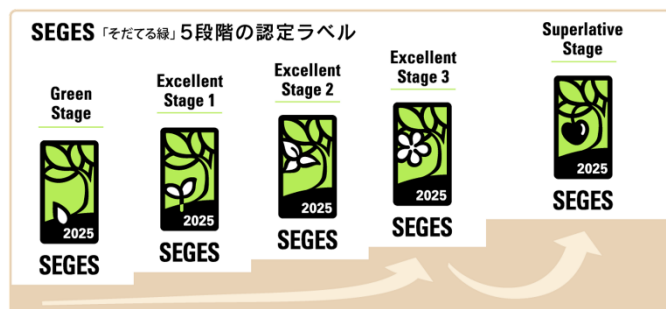 SEGES「そだてる緑」5段階の認定ラベル
Green
Stage
2025
SEGES
Excellent
Stage 1
2025
SEGES
Excellent
Stage 2
2025
SEGES
Excellent
Stage 3
2025
SEGES
Superlative
Stage
2025
SEGES